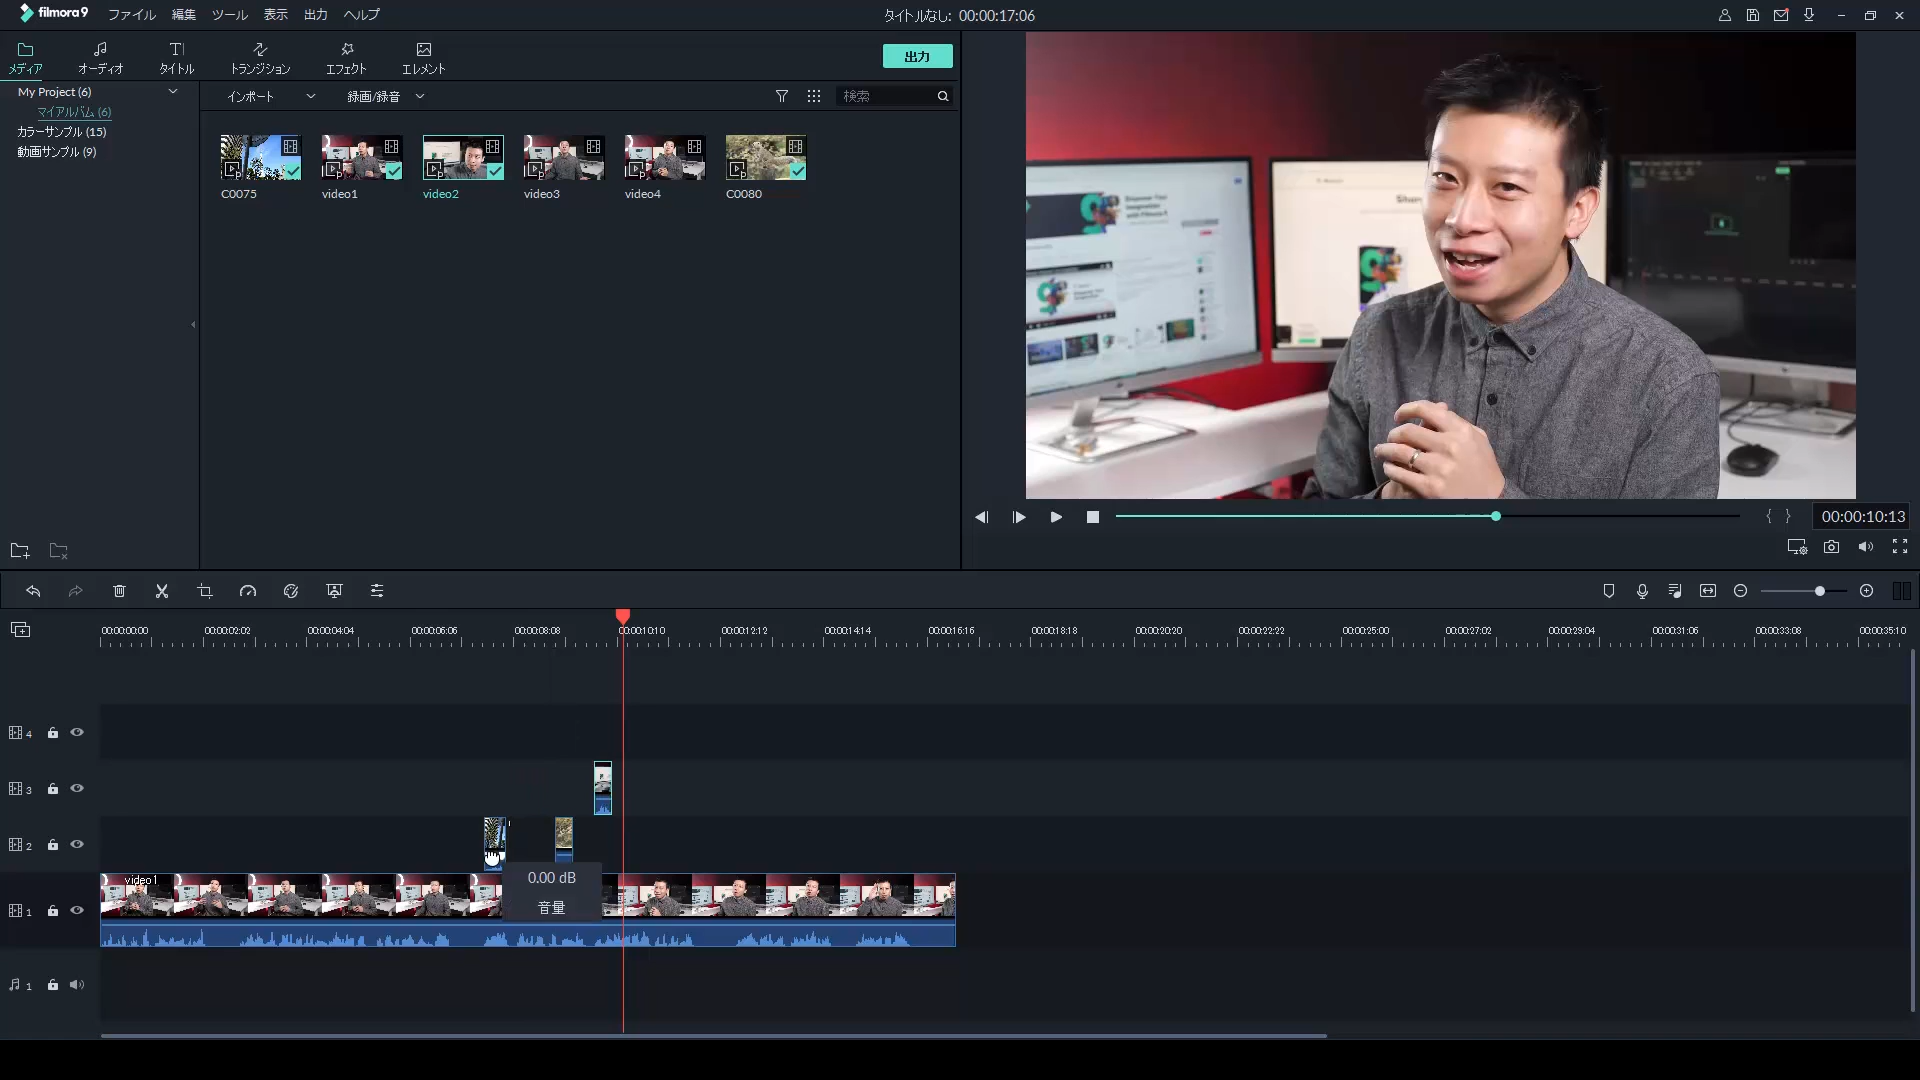 filmora9 ファイル 編集 ツール 表示 出力 ヘルプ タイトルなし: 00:00:17:06
メディア オーディオ タイトル トランジション エフェクト エレメント 出力
My Project (6)
マイアルバム (6)
カラーサンプル (15)
動画サンプル (9)
インポート 録画/録音 検索
C0075 video1 video2 video3 video4 C0080
{ } 00:00:10:13
00:00:00:00 00:00:02:02 00:00:04:04 00:00:06:06 00:00:08:08 00:00:10:10 00:00:12:12 00:00:14:14 00:00:16:16 00:00:18:18 00:00:20:20 00:00:22:22 00:00:25:00 00:00:27:02 00:00:29:04 00:00:31:06 00:00:33:08 00:00:35:10
4
3
2
1 video1
0.00 dB
音量
1